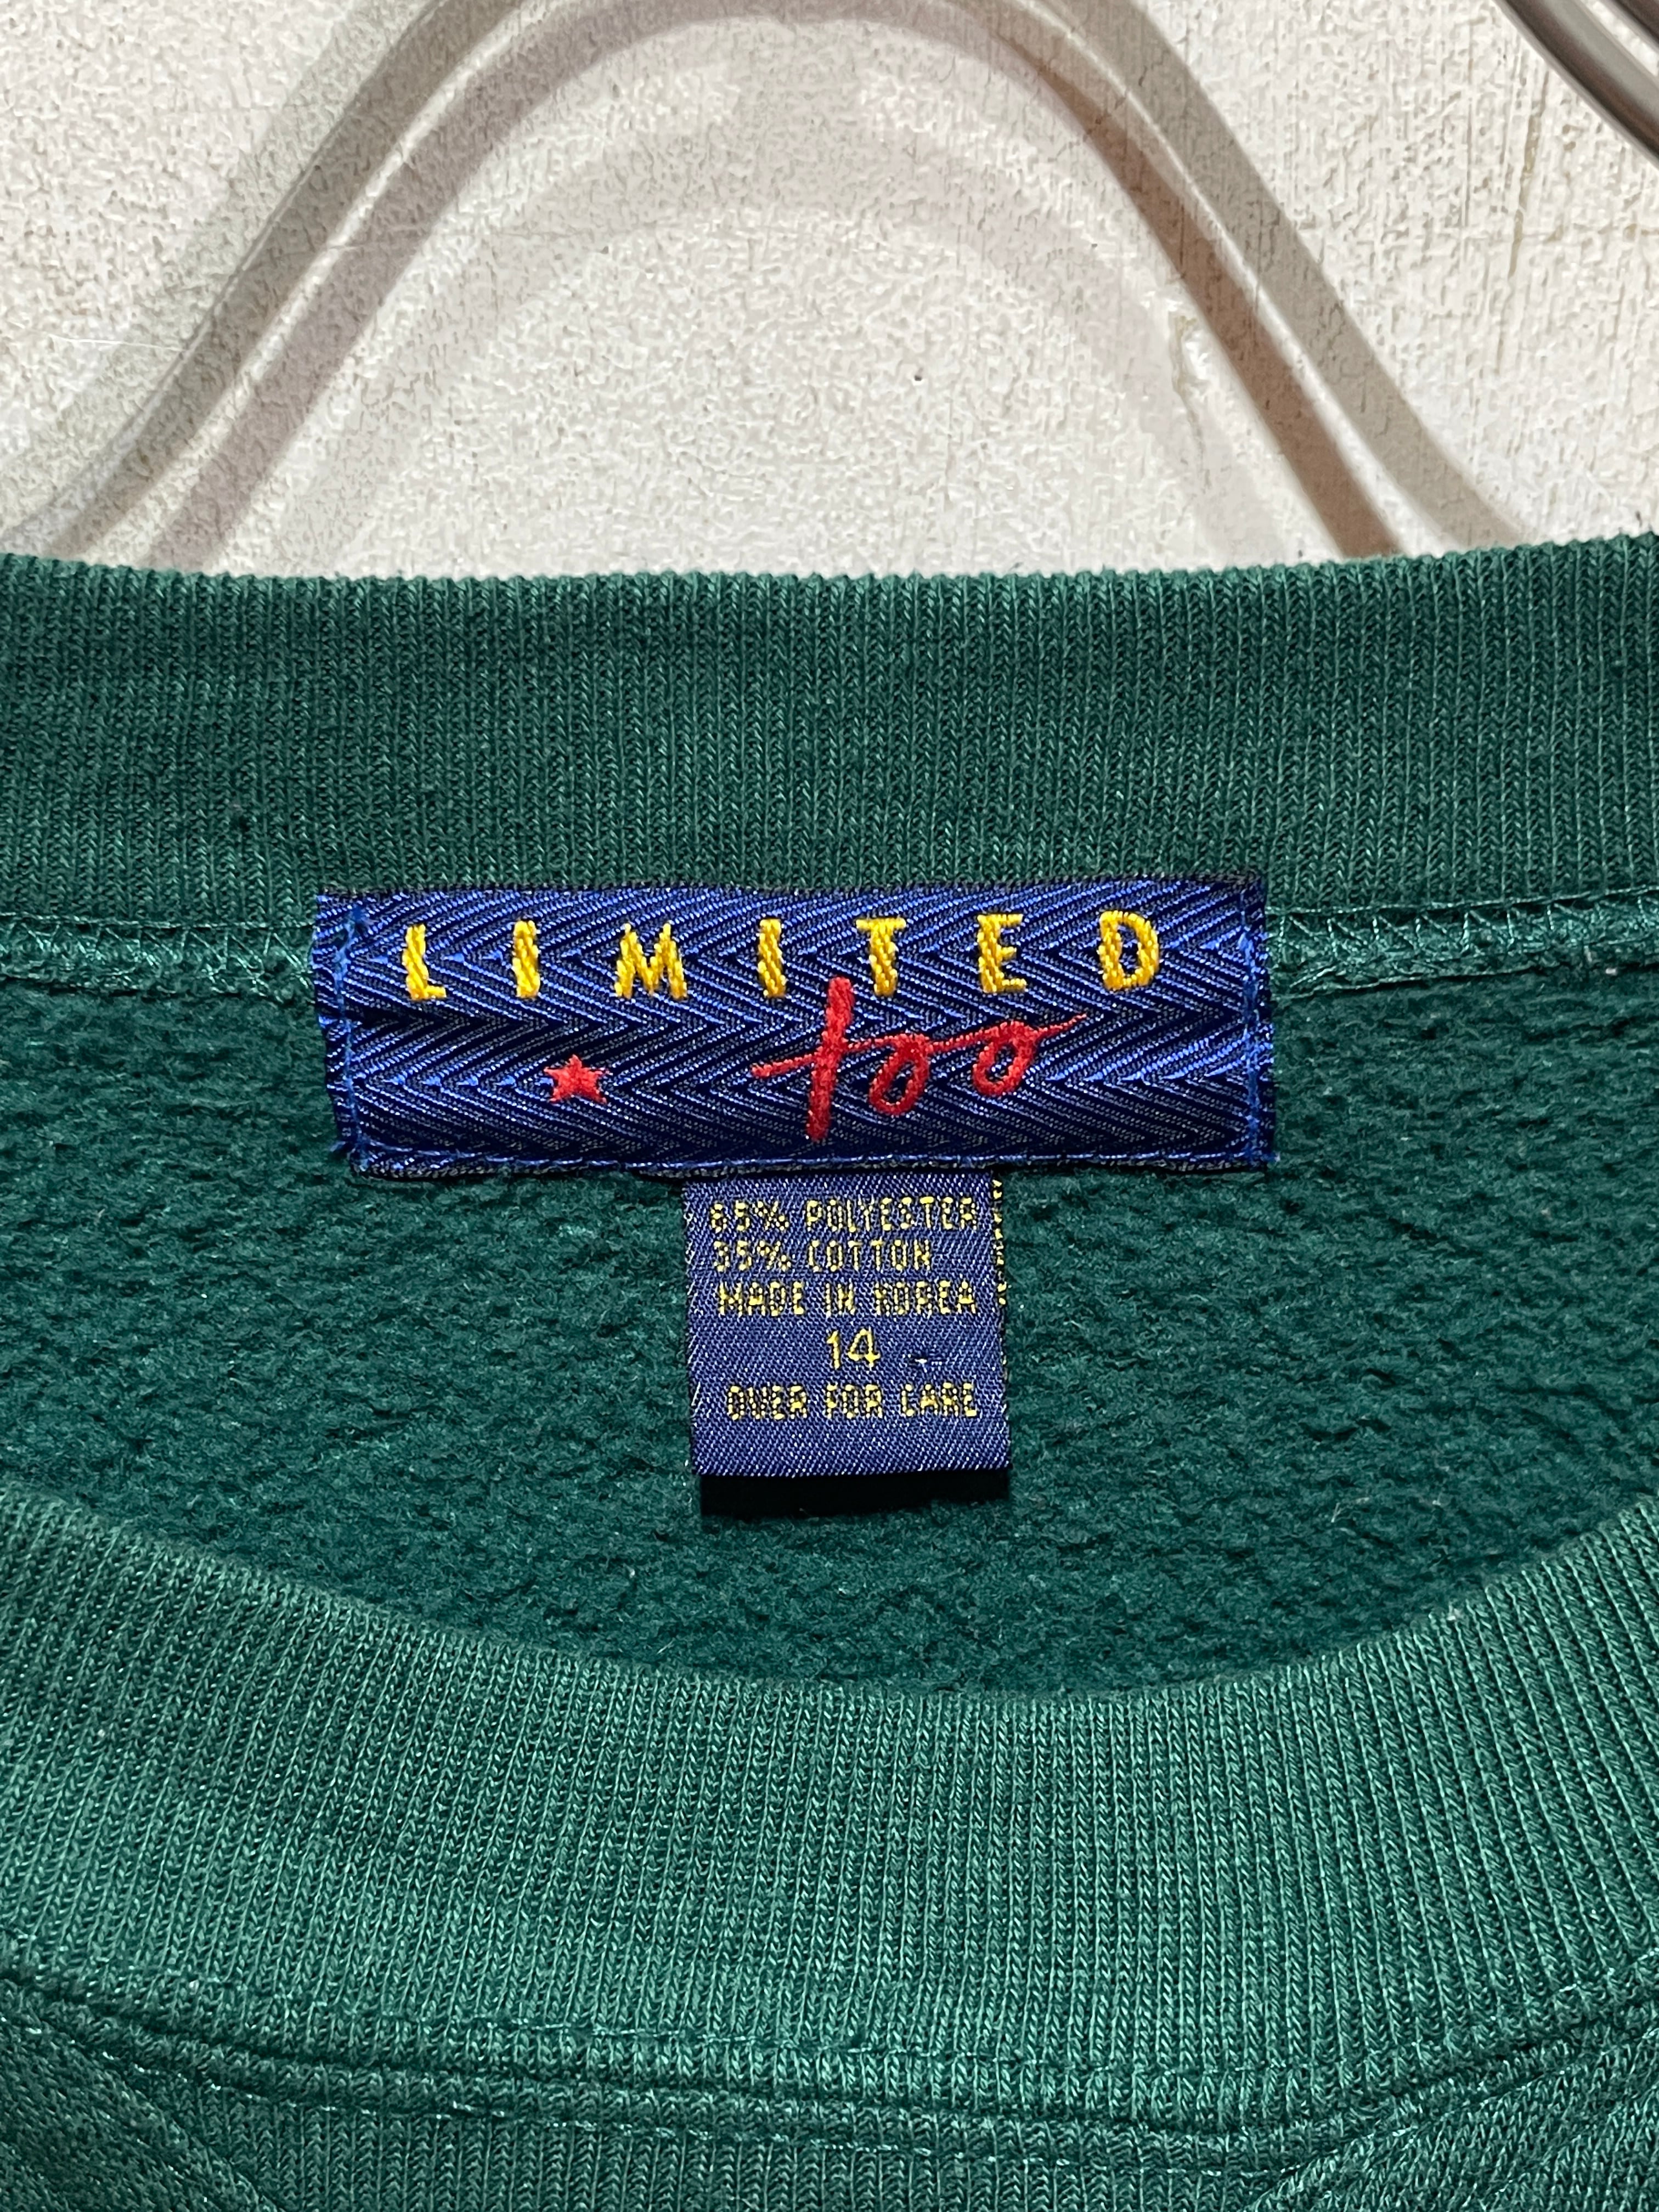 LIMITED
too
65% POLYESTER
35% COTTON
MADE IN KOREA
14
OVER FOR CARE